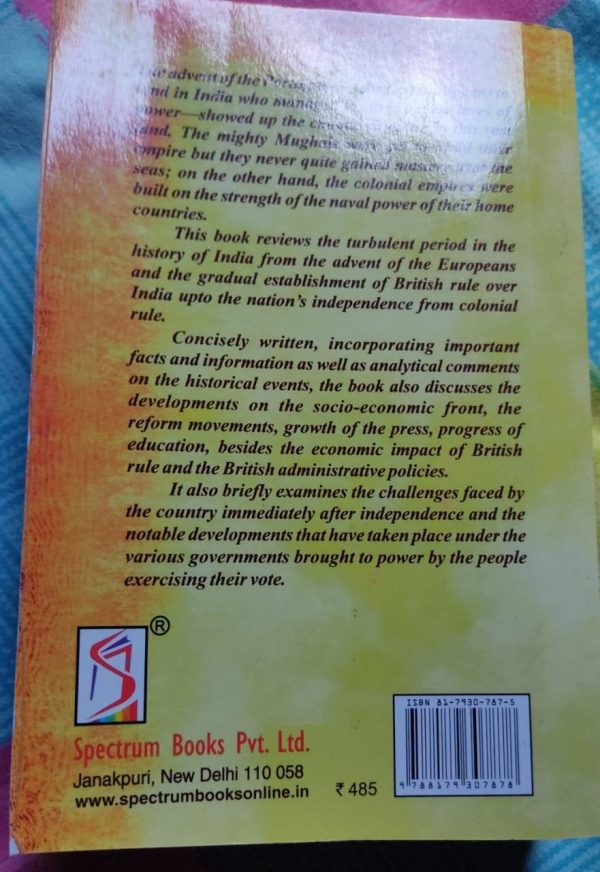 The advent of the
land in India who
power—showed up the
land. The mighty Mughals
empire but they never quite gained the
seas; on the other hand, the colonial empires were
built on the strength of the naval power of their home
countries.
This book reviews the turbulent period in the
history of India from the advent of the Europeans
and the gradual establishment of British rule over
India upto the nation's independence from colonial
rule.
Concisely written, incorporating important
facts and information as well as analytical comments
on the historical events, the book also discusses the
developments on the socio-economic front, the
reform movements, growth of the press, progress of
education, besides the economic impact of British
rule and the British administrative policies.
It also briefly examines the challenges faced by
the country immediately after independence and the
notable developments that have taken place under the
various governments brought to power by the people
exercising their vote.
®
Spectrum Books Pvt. Ltd.
Janakpuri, New Delhi 110 058
www.spectrumbooksonline.in
₹ 485
ISBN 81-7930-787-5
9 788179 307878